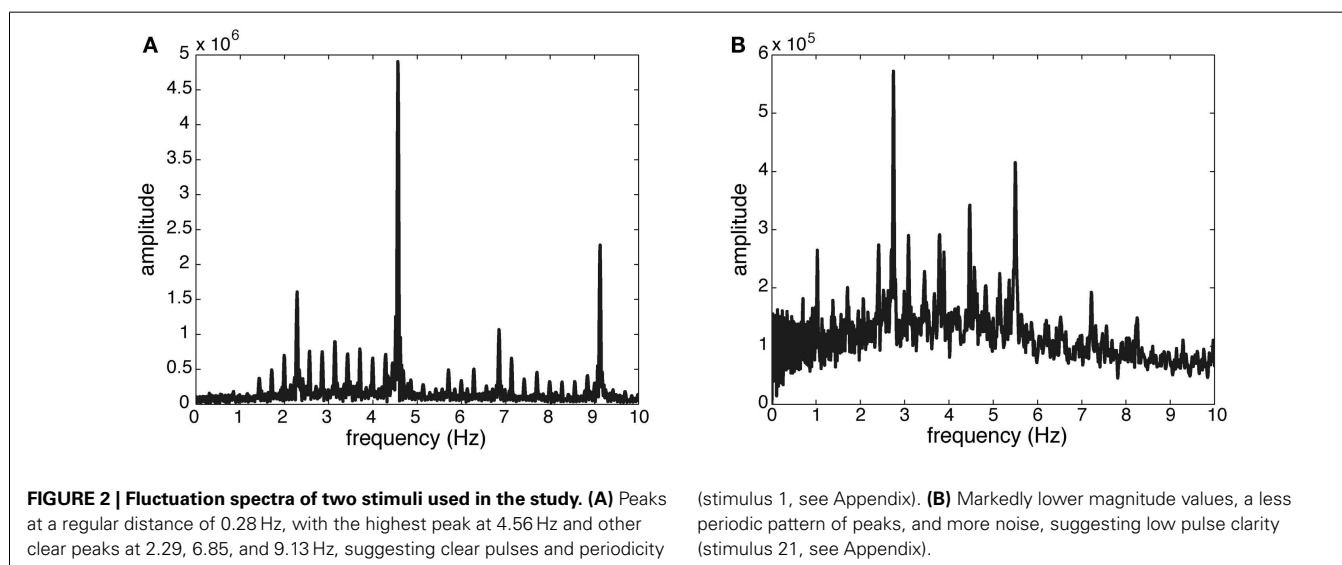 A
x 10⁶
5
4.5
4
3.5
3
2.5
2
1.5
1
0.5
0
amplitude
0 1 2 3 4 5 6 7 8 9 10
frequency (Hz)
B
6 x 10⁵
5
4
3
2
1
0
amplitude
0 1 2 3 4 5 6 7 8 9 10
frequency (Hz)
FIGURE 2 | Fluctuation spectra of two stimuli used in the study. (A) Peaks
at a regular distance of 0.28 Hz, with the highest peak at 4.56 Hz and other
clear peaks at 2.29, 6.85, and 9.13 Hz, suggesting clear pulses and periodicity
(stimulus 1, see Appendix). (B) Markedly lower magnitude values, a less
periodic pattern of peaks, and more noise, suggesting low pulse clarity
(stimulus 21, see Appendix).